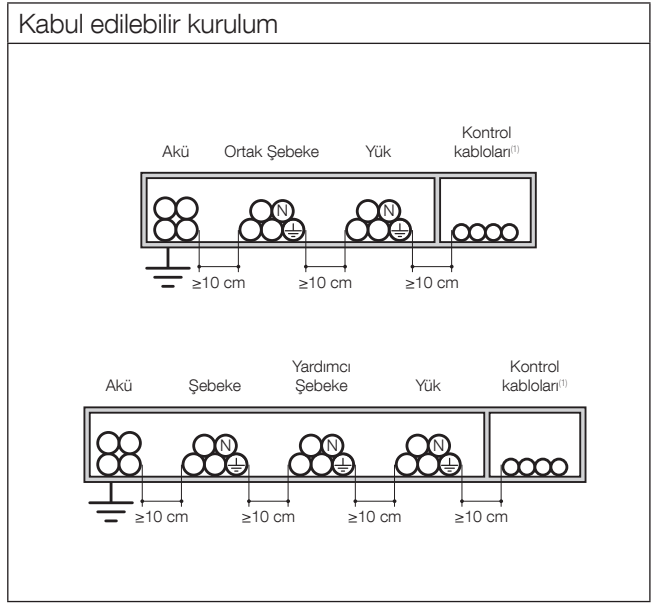 Kabul edilebilir kurulum
Akü Ortak Şebeke Yük Kontrol
kabloları(1)
N N
≥10 cm ≥10 cm ≥10 cm
Akü Şebeke Yardımcı
Şebeke Yük Kontrol
kabloları(1)
N N N
≥10 cm ≥10 cm ≥10 cm ≥10 cm